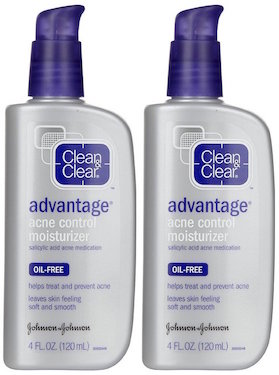 Clean &
Clear®
advantage®
acne control
moisturizer
salicylic acid acne medication
OIL-FREE
helps treat and prevent acne
leaves skin feeling
soft and smooth
Johnson & Johnson
4 FL. OZ (120 mL)
Clean &
Clear®
advantage®
acne control
moisturizer
salicylic acid acne medication
OIL-FREE
helps treat and prevent acne
leaves skin feeling
soft and smooth
Johnson & Johnson
4 FL. OZ (120 mL)